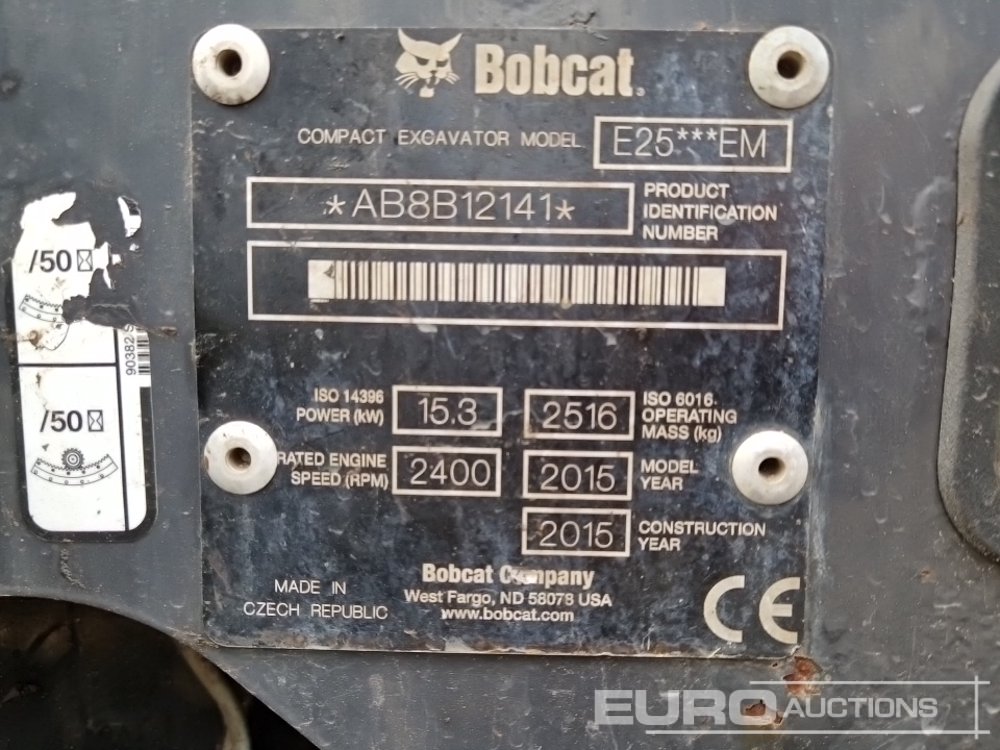 Bobcat
COMPACT EXCAVATOR MODEL E25***EM
*AB8B12141* PRODUCT IDENTIFICATION NUMBER
ISO 14396 POWER (kW) 15.3
2516 ISO 6016 OPERATING MASS (kg)
RATED ENGINE SPEED (RPM) 2400
2015 MODEL YEAR
2015 CONSTRUCTION YEAR
MADE IN
CZECH REPUBLIC
Bobcat Company
West Fargo, ND 58078 USA
www.bobcat.com
CE
/50
/50
90382-S
EURO AUCTIONS